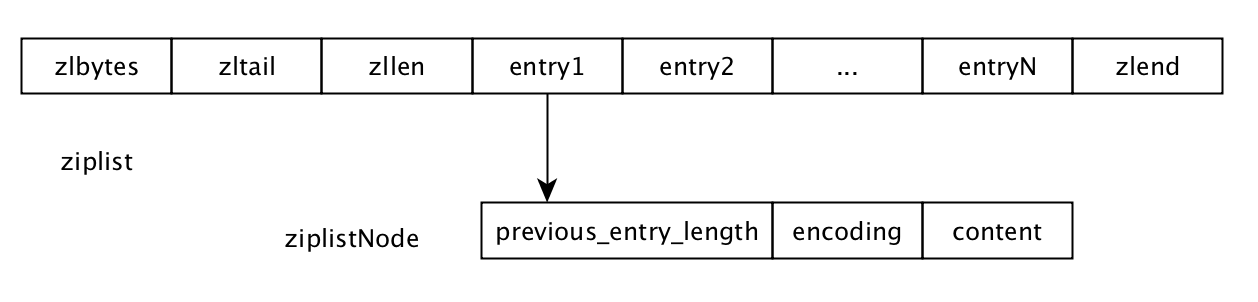 zlbytes zltail zllen entry1 entry2 ... entryN zlend
ziplist
ziplistNode previous_entry_length encoding content